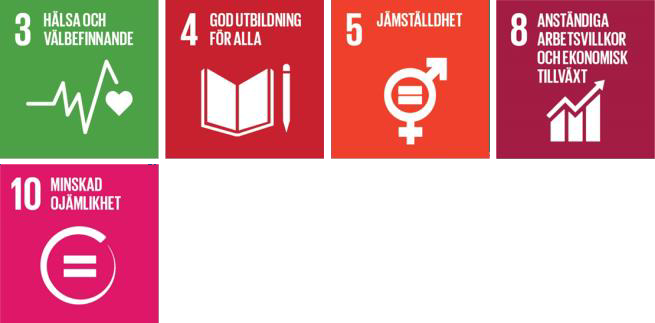 3 HÄLSA OCH
VÄLBEFINNANDE
4 GOD UTBILDNING
FÖR ALLA
5 JÄMSTÄLLDHET
8 ANSTÄNDIGA
ARBETSVILLKOR
OCH EKONOMISK
TILLVÄXT
10 MINSKAD
OJÄMLIKHET